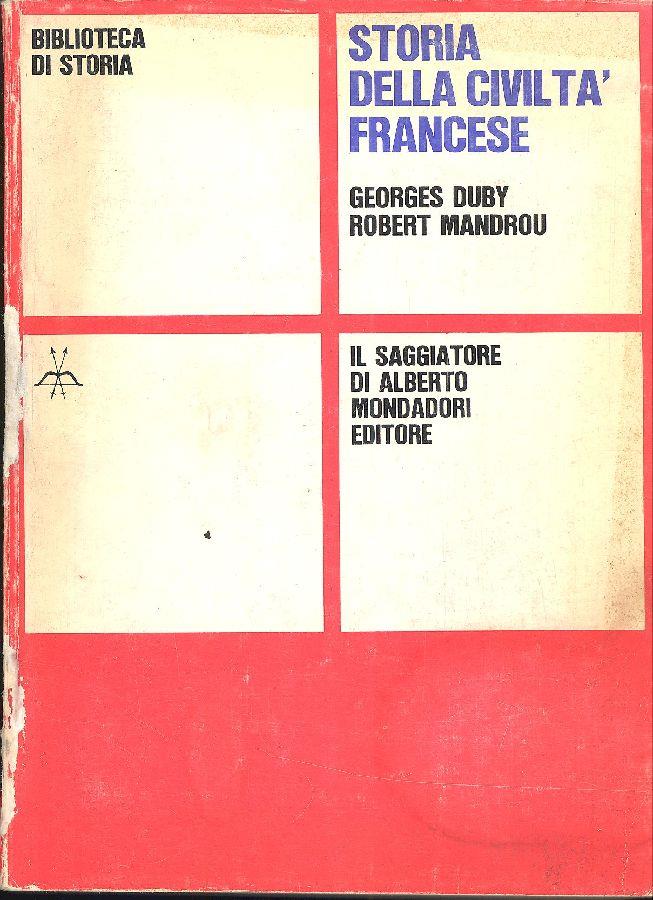 BIBLIOTECA
DI STORIA
STORIA
DELLA CIVILTA'
FRANCESE
GEORGES DUBY
ROBERT MANDROU
IL SAGGIATORE
DI ALBERTO
MONDADORI
EDITORE